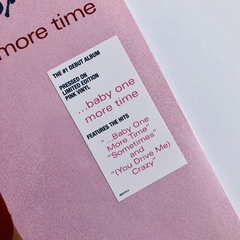 more time
THE #1 DEBUT ALBUM
PRESSED ON
LIMITED EDITION
PINK VINYL
...baby one
more time
FEATURES THE HITS
"...Baby One
More Time"
"Sometimes"
and
"(You Drive Me)
Crazy"